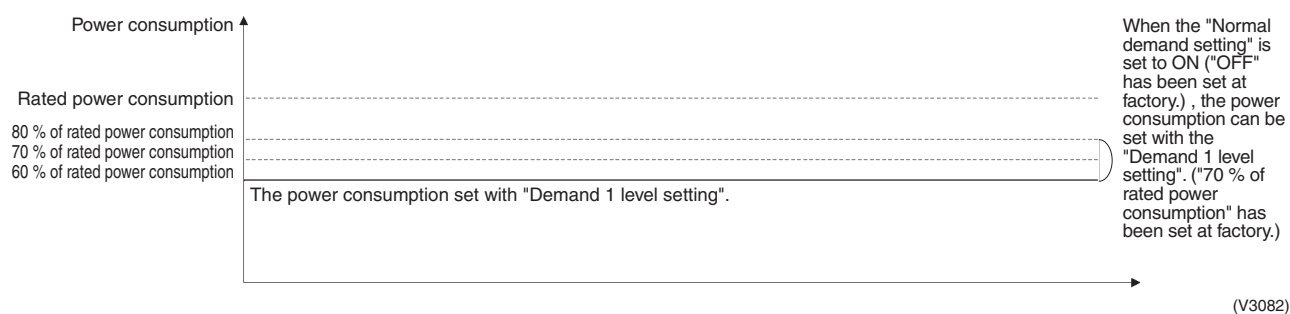 Power consumption
Rated power consumption
80 % of rated power consumption
70 % of rated power consumption
60 % of rated power consumption
The power consumption set with "Demand 1 level setting".
When the "Normal
demand setting" is
set to ON ("OFF"
has been set at
factory.) , the power
consumption can be
set with the
"Demand 1 level
setting". ("70 % of
rated power
consumption" has
been set at factory.)
(V3082)